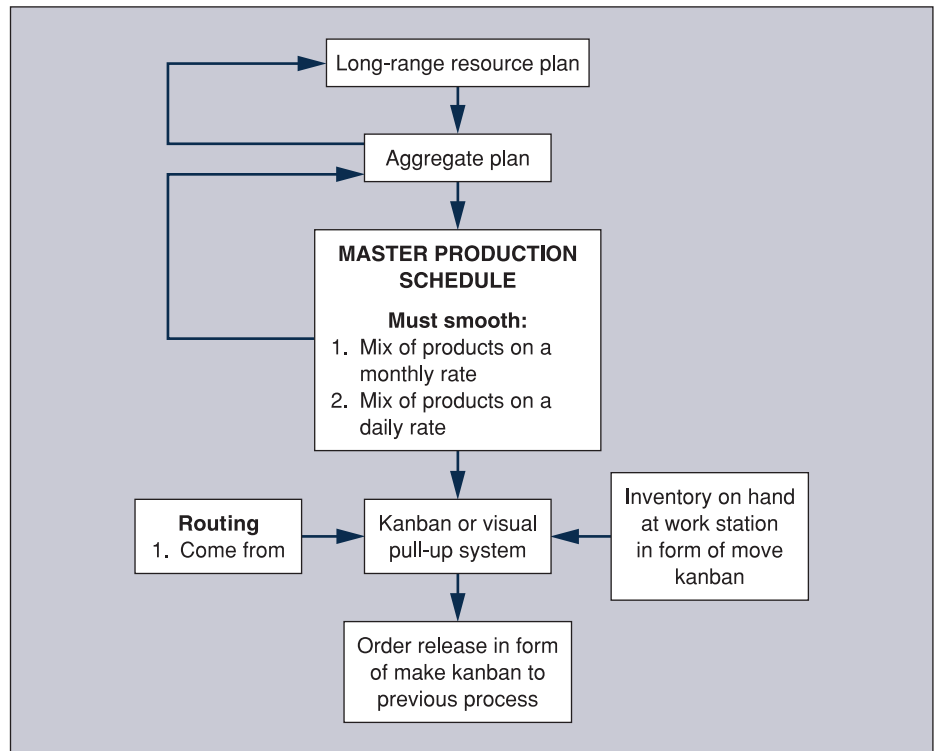 Long-range resource plan
Aggregate plan
MASTER PRODUCTION
SCHEDULE
Must smooth:
1. Mix of products on a
monthly rate
2. Mix of products on a
daily rate
Routing
1. Come from
Kanban or visual
pull-up system
Inventory on hand
at work station
in form of move
kanban
Order release in form
of make kanban to
previous process